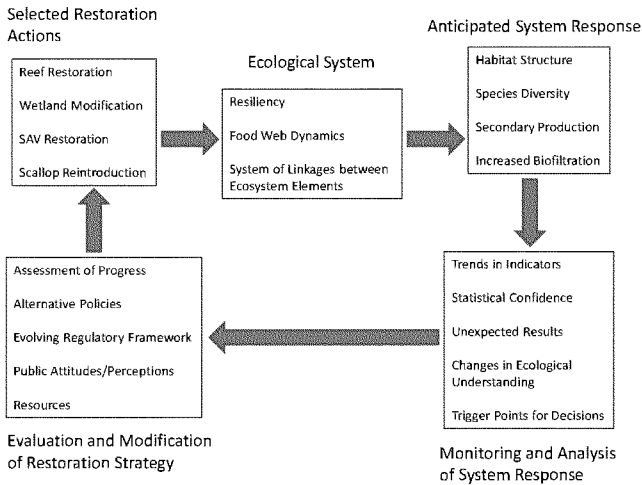 Selected Restoration
Actions
Reef Restoration
Wetland Modification
SAV Restoration
Scallop Reintroduction
Ecological System
Resiliency
Food Web Dynamics
System of Linkages between
Ecosystem Elements
Anticipated System Response
Habitat Structure
Species Diversity
Secondary Production
Increased Biofiltration
Trends in Indicators
Statistical Confidence
Unexpected Results
Changes in Ecological
Understanding
Trigger Points for Decisions
Monitoring and Analysis
of System Response
Assessment of Progress
Alternative Policies
Evolving Regulatory Framework
Public Attitudes/Perceptions
Resources
Evaluation and Modification
of Restoration Strategy